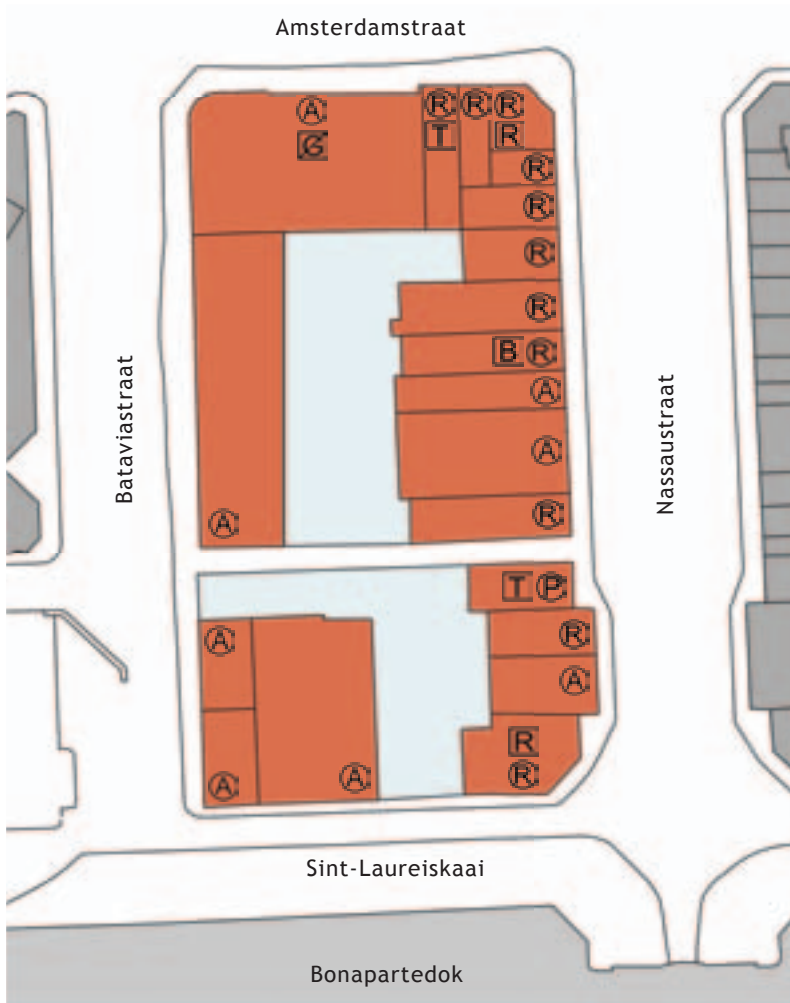 Amsterdamstraat
A R R R
G T R
R
R
R
R
B R
A
A
Bataviastraat
Nassaustraat
A R
T P
A R
A
R
A A R
Sint-Laureiskaai
Bonapartedok